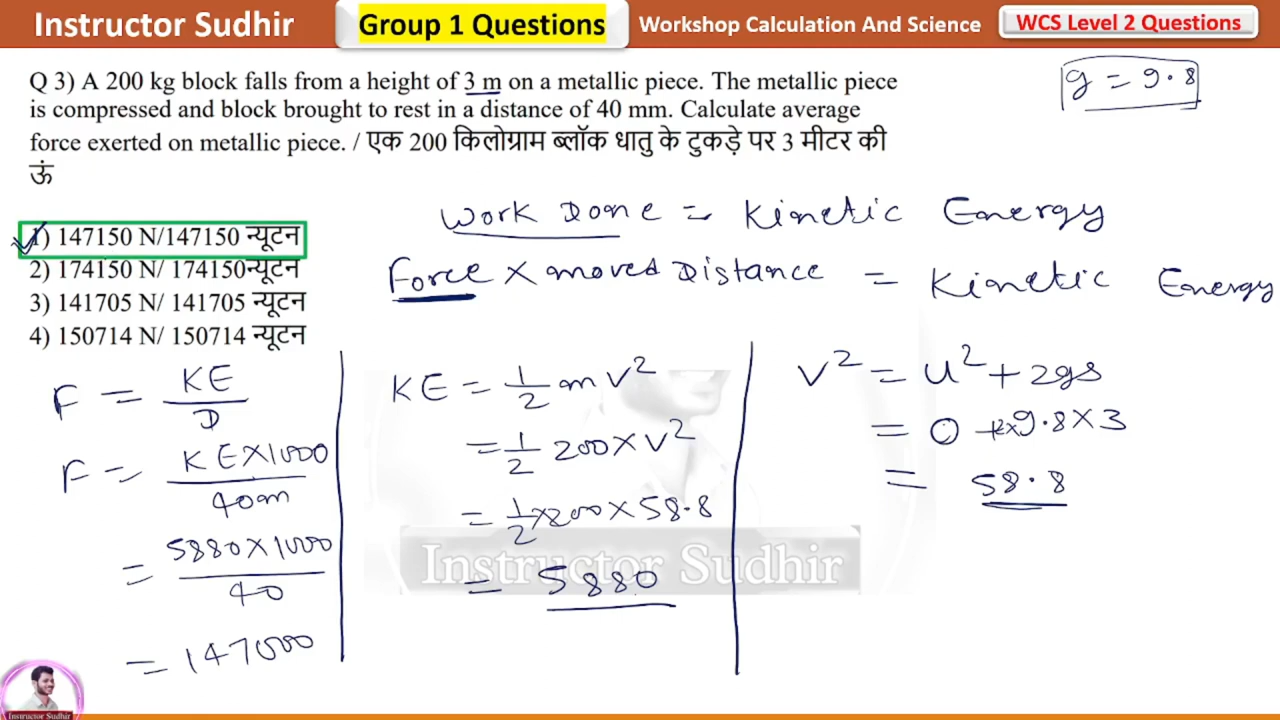 Instructor Sudhir
Group 1 Questions
Workshop Calculation And Science
WCS Level 2 Questions
g = 9.8
Q 3) A 200 kg block falls from a height of 3 m on a metallic piece. The metallic piece
is compressed and block brought to rest in a distance of 40 mm. Calculate average
force exerted on metallic piece. / एक 200 किलोग्राम ब्लॉक धातु के टुकड़े पर 3 मीटर की
ऊं
1) 147150 N/147150 न्यूटन
2) 174150 N/ 174150न्यूटन
3) 141705 N/ 141705 न्यूटन
4) 150714 N/ 150714 न्यूटन
Work Done = Kinetic Energy
Force × moved Distance = Kinetic Energy
F = KE / D
F = KE×1000 / 40m
= 5880×1000 / 40
= 147000
KE = 1/2 m v²
= 1/2 200×v²
= 1/2 ×200×58.8
= 5880
v² = u² + 2gs
= 0 + 2×9.8×3
= 58.8
Instructor Sudhir
Instructor Sudhir